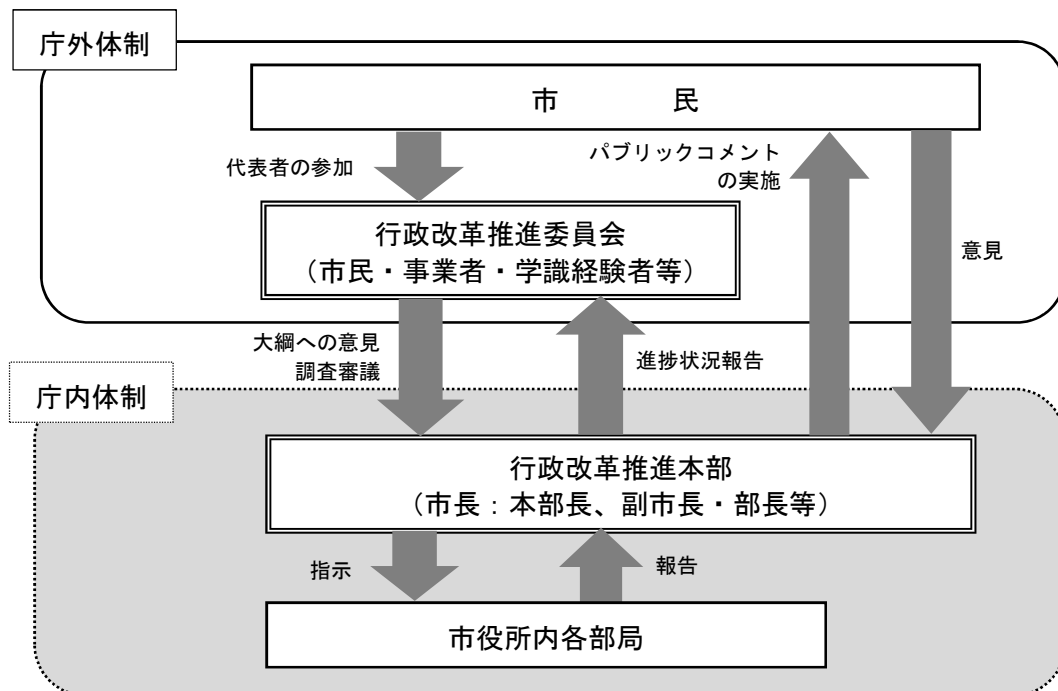 庁外体制
市　　　民
代表者の参加
パブリックコメント
の実施
行政改革推進委員会
（市民・事業者・学識経験者等）
意見
大綱への意見
調査審議
進捗状況報告
庁内体制
行政改革推進本部
（市長：本部長、副市長・部長等）
指示
報告
市役所内各部局